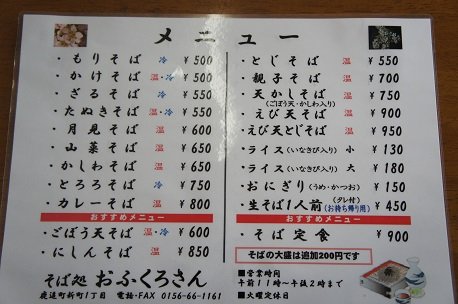 メニュー
・もりそば 冷 ￥500
・かけそば 温・冷 ￥500
・ざるそば 冷 ￥550
・たぬきそば 温・冷 ￥550
・月見そば 温 ￥600
・山菜そば 温 ￥650
・かしわそば 温 ￥650
・とろろそば 冷 ￥750
・カレーそば 温 ￥800
おすすめメニュー
・ごぼう天そば 温・冷 ￥600
・にしんそば 温 ￥850
そば処 おふくろさん
鹿追町新町1丁目 電話・FAX 0156-66-1161
・とじそば 温 ￥550
・親子そば 温 ￥700
・天かしそば 温 ￥750
(ごぼう天・かしわ入り)
・えび天そば 温 ￥900
・えび天とじそば 温 ￥950
・ライス(いなきび入り) 小 ￥130
・ライス(いなきび入り) 大 ￥180
・おにぎり(うめ・かつお) ￥150
・生そば1人前 (タレ付) (お持ち帰り用) ￥450
おすすめメニュー
・そば定食 ￥900
そばの大盛は追加200円です
■営業時間
午前11時～午後2時まで
■火曜定休日